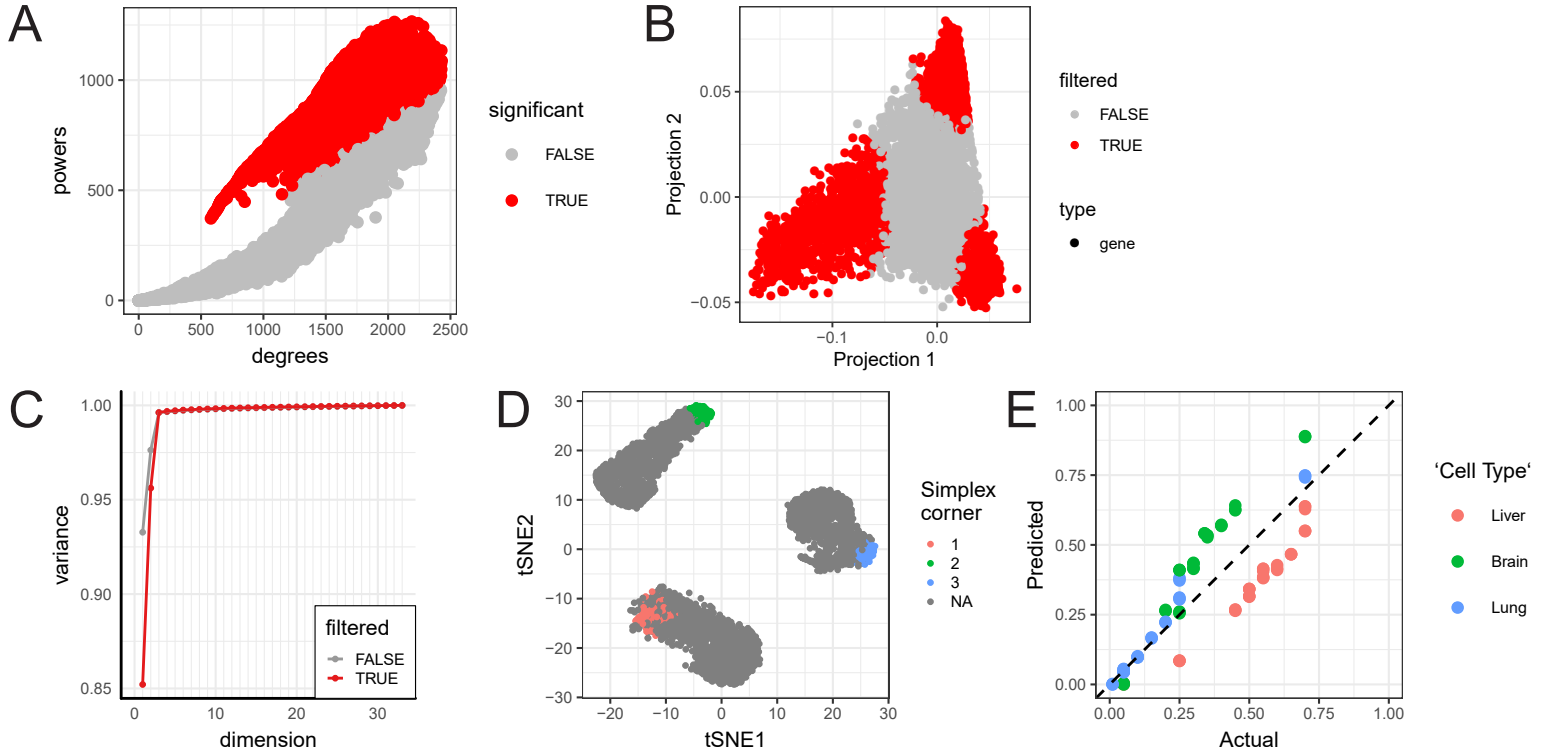 A
powers
1000
500
0
0
500
1000
1500
2000
2500
degrees
significant
FALSE
TRUE
B
Projection 2
0.05
0.00
−0.05
−0.1
0.0
Projection 1
filtered
FALSE
TRUE
type
gene
C
variance
1.00
0.95
0.90
0.85
0
10
20
30
dimension
filtered
FALSE
TRUE
D
tSNE2
30
20
10
0
−10
−20
−30
−20
−10
0
10
20
30
tSNE1
Simplex
corner
1
2
3
NA
E
Predicted
1.00
0.75
0.50
0.25
0.00
0.00
0.25
0.50
0.75
1.00
Actual
‘Cell Type‘
Liver
Brain
Lung